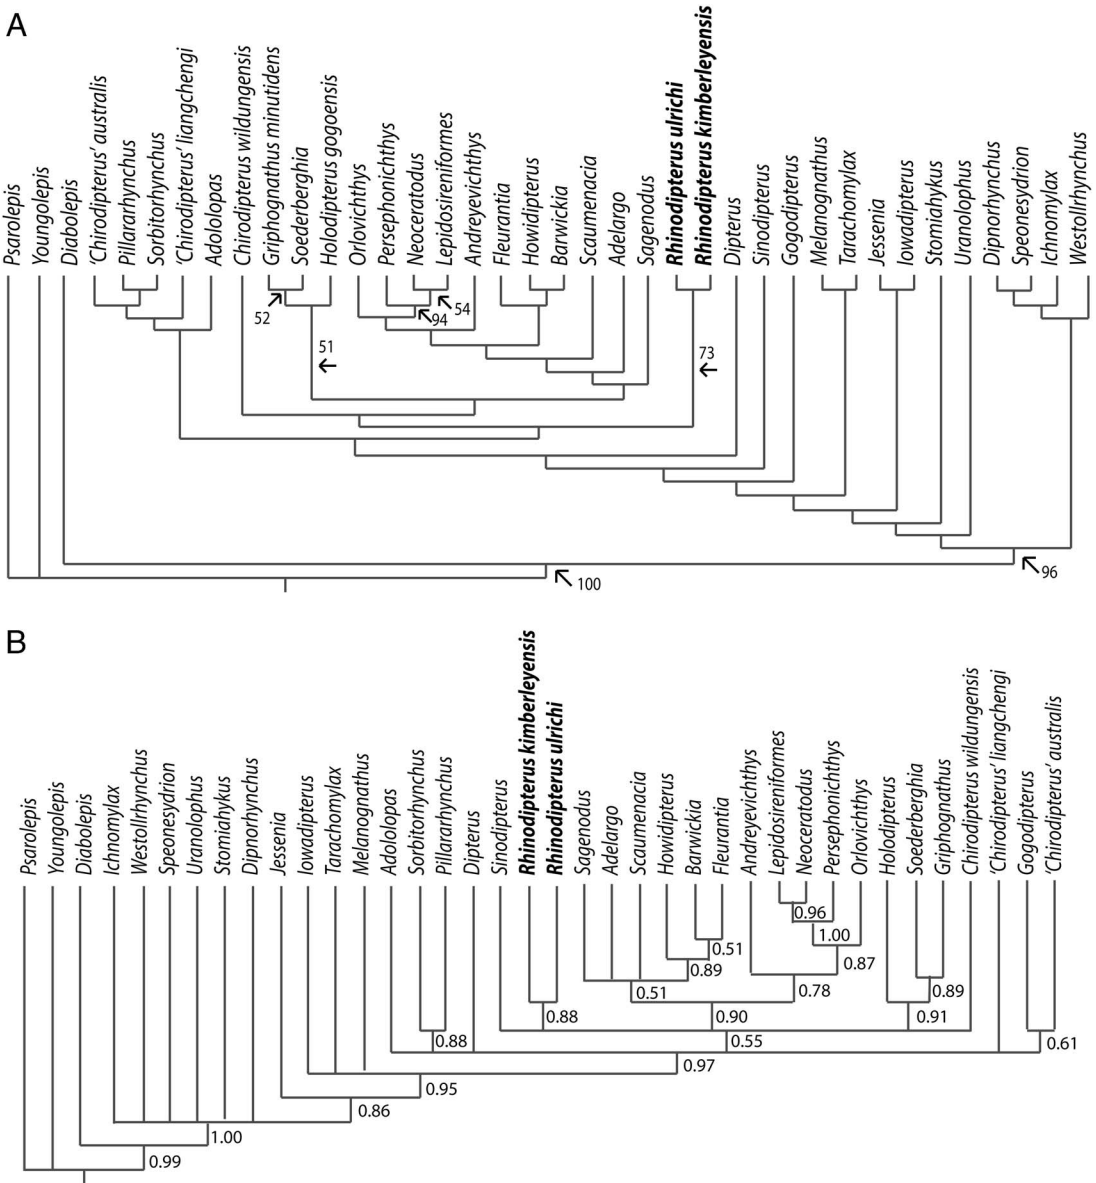 A
Psarolepis
Youngolepis
Diabolepis
'Chirodipterus' australis
Pillararhynchus
Sorbitorhynchus
'Chirodipterus' liangchengi
Adololopas
Chirodipterus wildungensis
Griphognathus minutidens
Soederberghia
Holodipterus gogoensis
Orlovichthys
Persephonichthys
Neoceratodus
Lepidosireniformes
Andreyevichthys
Fleurantia
Howidipterus
Barwickia
Scaumenacia
Adelargo
Sagenodus
Rhinodipterus ulrichi
Rhinodipterus kimberleyensis
Dipterus
Sinodipterus
Gogodipterus
Melanognathus
Tarachomylax
Jessenia
Iowadipterus
Stomiahykus
Uranolophus
Dipnorhynchus
Speonesydrion
Ichnomylax
Westollrhynchus
52
54
94
51
73
96
100
B
Psarolepis
Youngolepis
Diabolepis
Ichnomylax
Westollrhynchus
Speonesydrion
Uranolophus
Stomiahykus
Dipnorhynchus
Jessenia
Iowadipterus
Tarachomylax
Melanognathus
Adololopas
Sorbitorhynchus
Pillararhynchus
Dipterus
Sinodipterus
Rhinodipterus kimberleyensis
Rhinodipterus ulrichi
Sagenodus
Adelargo
Scaumenacia
Howidipterus
Barwickia
Fleurantia
Andreyevichthys
Lepidosireniformes
Neoceratodus
Persephonichthys
Orlovichthys
Holodipterus
Soederberghia
Griphognathus
Chirodipterus wildungensis
'Chirodipterus' liangchengi
Gogodipterus
'Chirodipterus' australis
0.96
1.00
0.51
0.87
0.89
0.51
0.78
0.89
0.88
0.90
0.91
0.88
0.55
0.61
0.97
0.95
0.86
1.00
0.99